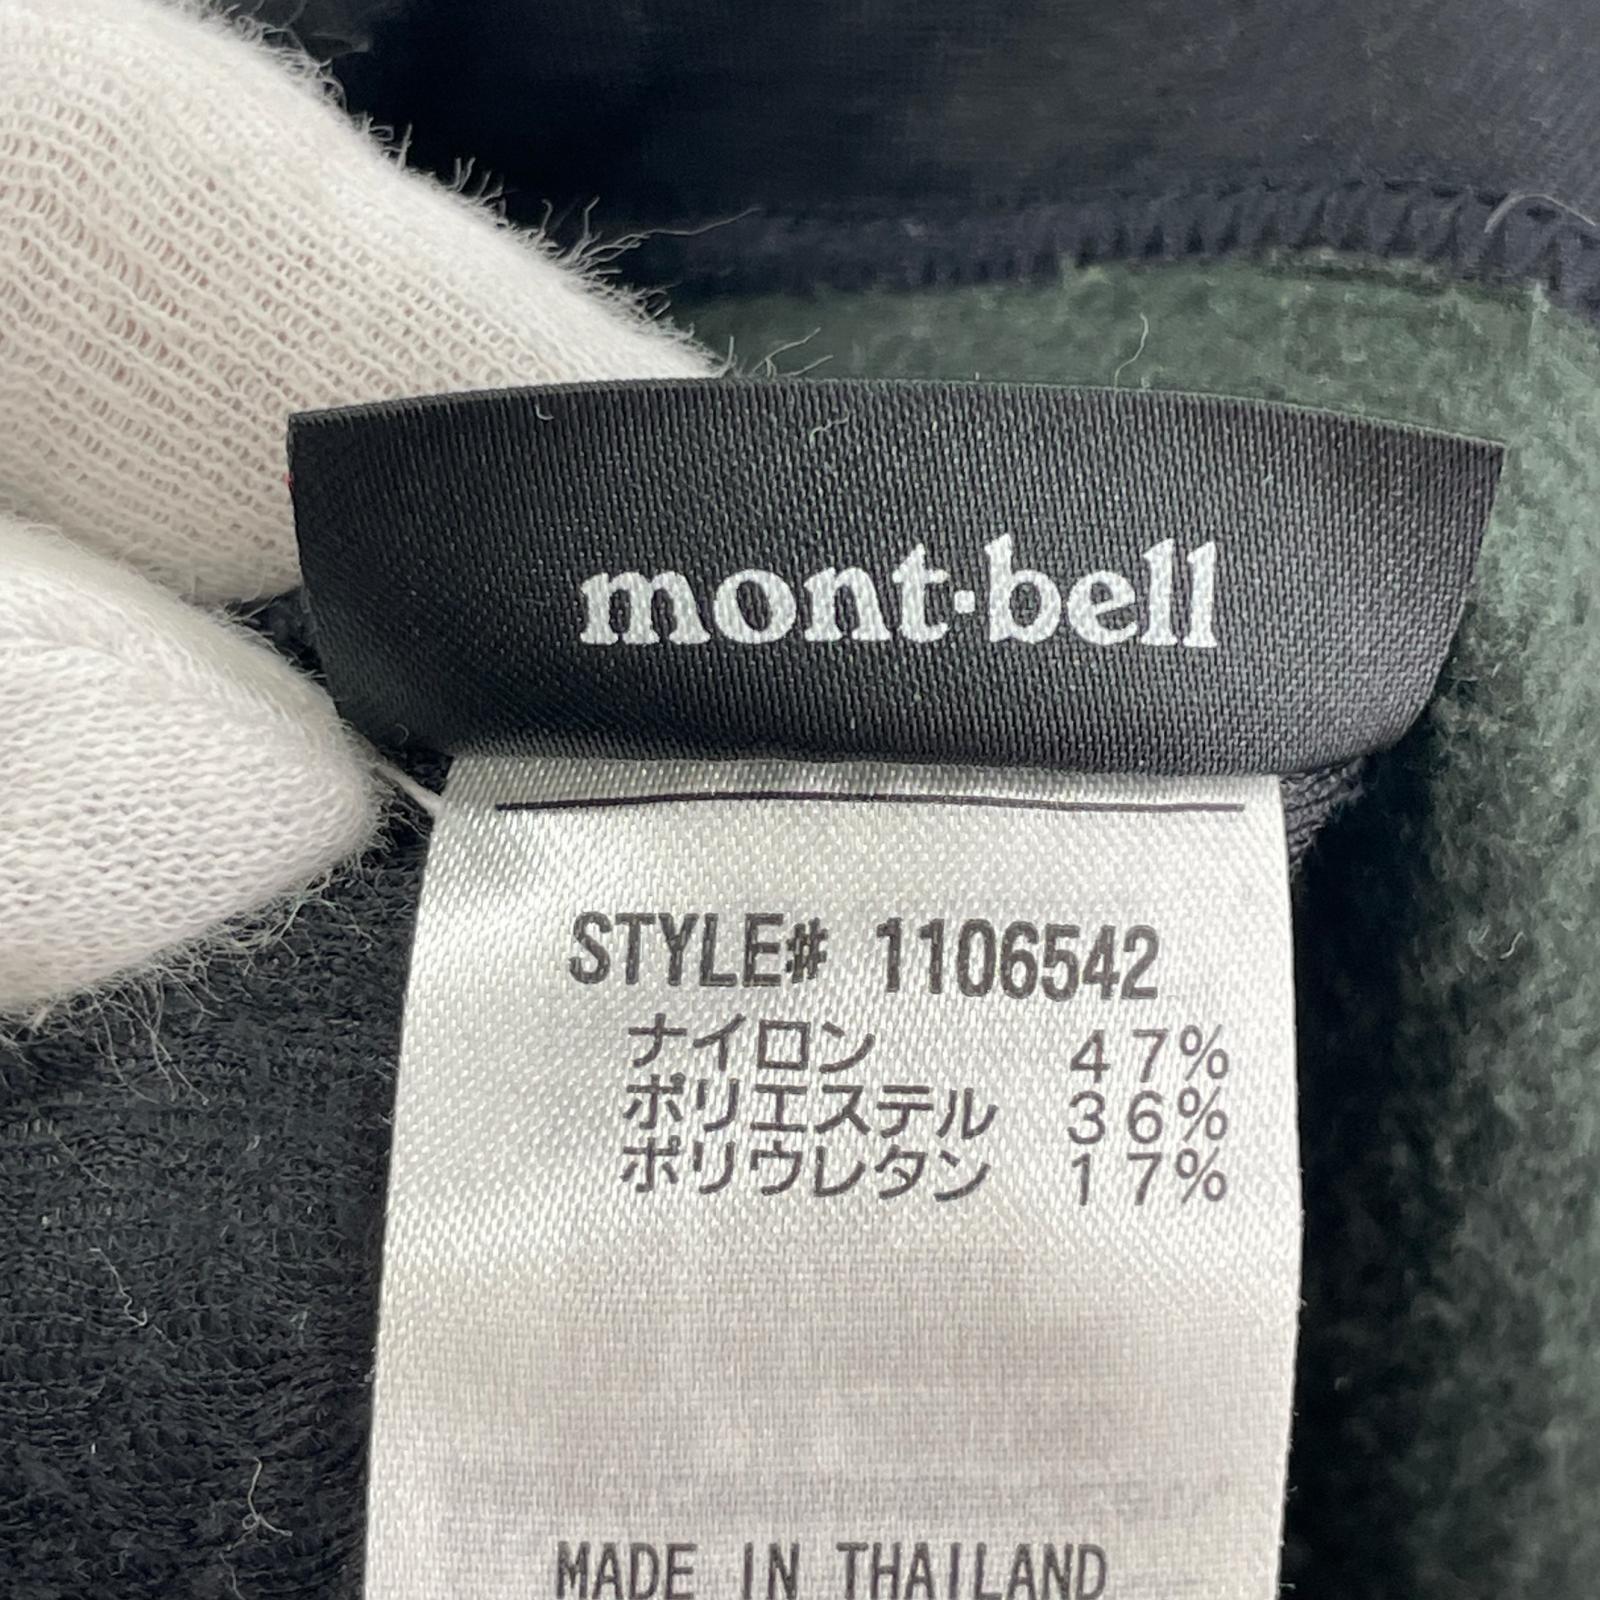 mont·bell
STYLE# 1106542
ナイロン 47%
ポリエステル 36%
ポリウレタン 17%
MADE IN THAILAND